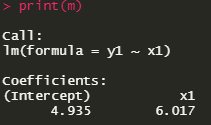 > print(m)
Call:
lm(formula = y1 ~ x1)
Coefficients:
(Intercept) x1
4.935 6.017